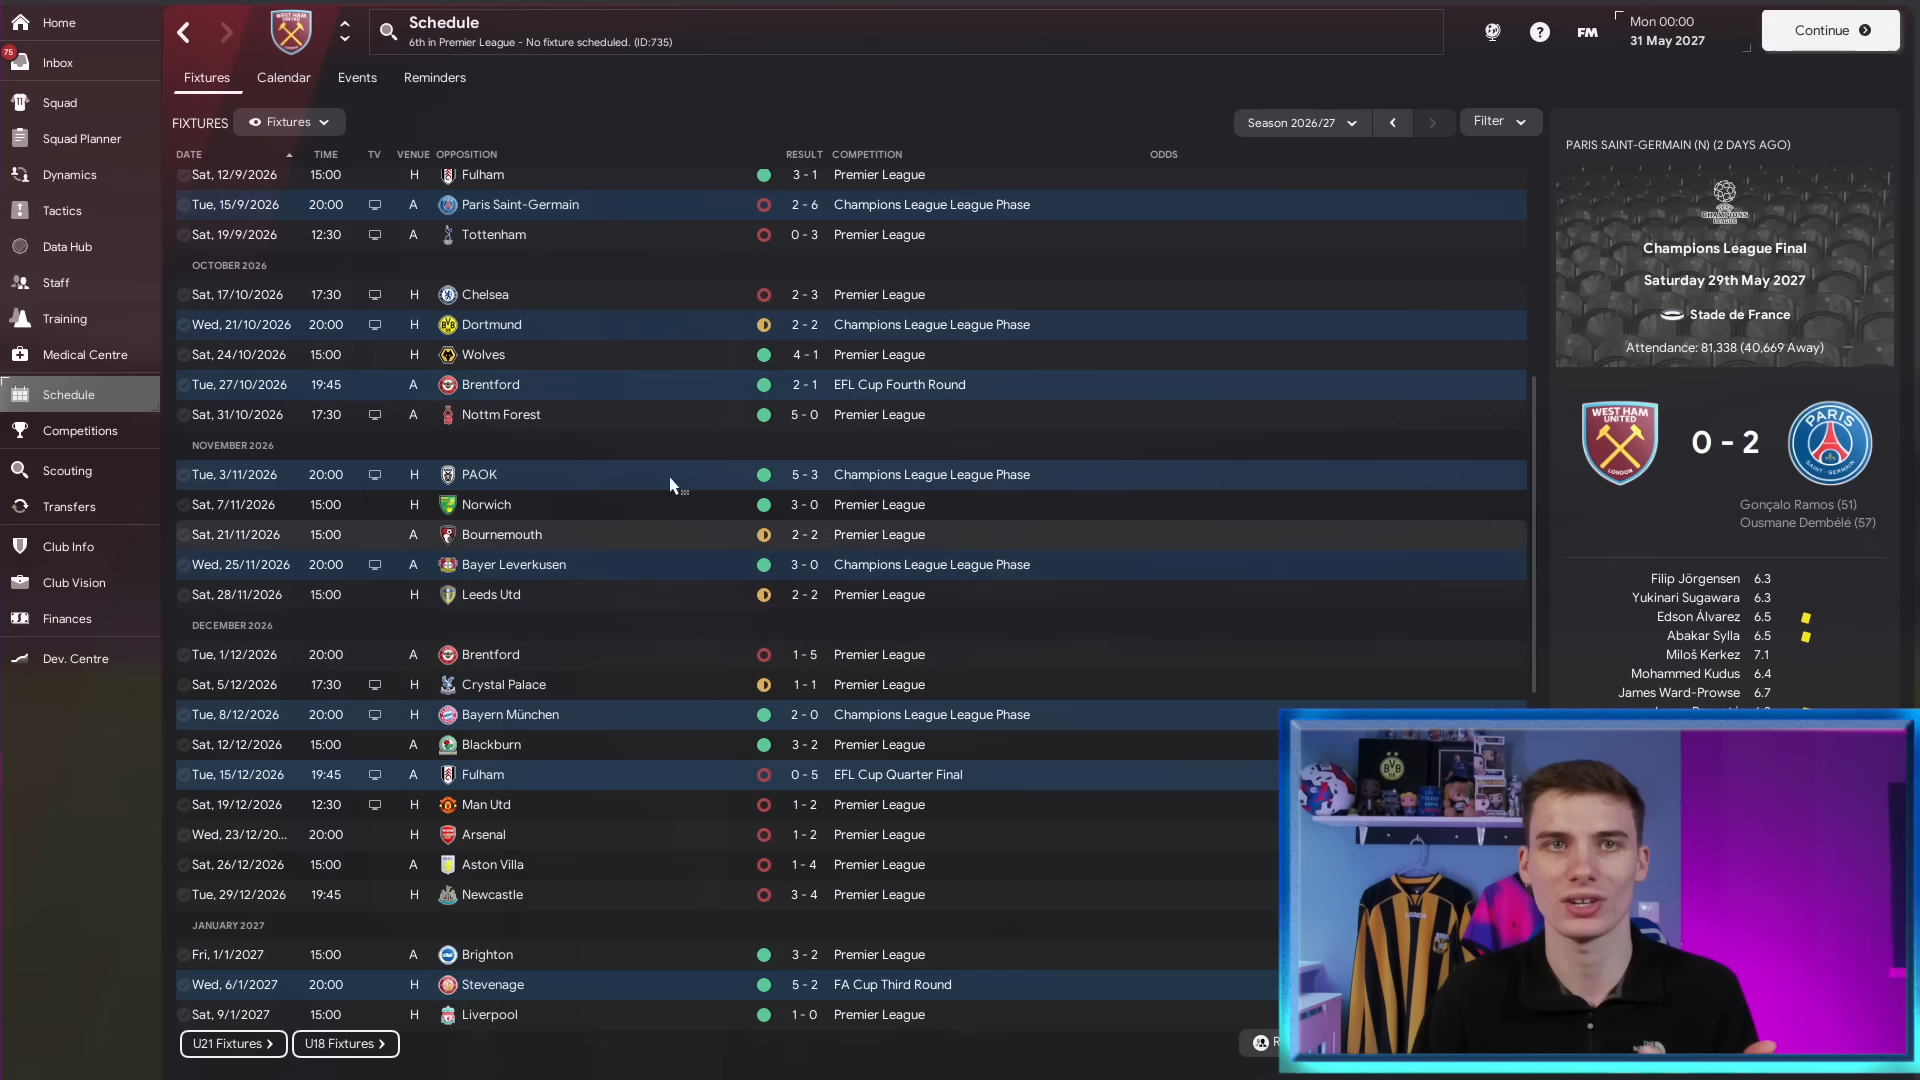 Home
75
Inbox
Squad
Squad Planner
Dynamics
Tactics
Data Hub
Staff
Training
Medical Centre
Schedule
Competitions
Scouting
Transfers
Club Info
Club Vision
Finances
Dev. Centre
WEST HAM UNITED
Schedule
6th in Premier League - No fixture scheduled. (ID:735)
? FM
Mon 00:00
31 May 2027
Continue
Fixtures Calendar Events Reminders
FIXTURES Fixtures
Season 2026/27 Filter
DATE TIME TV VENUE OPPOSITION RESULT COMPETITION ODDS
Sat, 12/9/2026 15:00 H Fulham 3 - 1 Premier League
Tue, 15/9/2026 20:00 A Paris Saint-Germain 2 - 6 Champions League League Phase
Sat, 19/9/2026 12:30 A Tottenham 0 - 3 Premier League
OCTOBER 2026
Sat, 17/10/2026 17:30 H Chelsea 2 - 3 Premier League
Wed, 21/10/2026 20:00 H Dortmund 2 - 2 Champions League League Phase
Sat, 24/10/2026 15:00 H Wolves 4 - 1 Premier League
Tue, 27/10/2026 19:45 A Brentford 2 - 1 EFL Cup Fourth Round
Sat, 31/10/2026 17:30 A Nottm Forest 5 - 0 Premier League
NOVEMBER 2026
Tue, 3/11/2026 20:00 H PAOK 5 - 3 Champions League League Phase
Sat, 7/11/2026 15:00 H Norwich 3 - 0 Premier League
Sat, 21/11/2026 15:00 A Bournemouth 2 - 2 Premier League
Wed, 25/11/2026 20:00 A Bayer Leverkusen 3 - 0 Champions League League Phase
Sat, 28/11/2026 15:00 H Leeds Utd 2 - 2 Premier League
DECEMBER 2026
Tue, 1/12/2026 20:00 A Brentford 1 - 5 Premier League
Sat, 5/12/2026 17:30 H Crystal Palace 1 - 1 Premier League
Tue, 8/12/2026 20:00 H Bayern München 2 - 0 Champions League League Phase
Sat, 12/12/2026 15:00 A Blackburn 3 - 2 Premier League
Tue, 15/12/2026 19:45 A Fulham 0 - 5 EFL Cup Quarter Final
Sat, 19/12/2026 12:30 H Man Utd 1 - 2 Premier League
Wed, 23/12/20... 20:00 H Arsenal 1 - 2 Premier League
Sat, 26/12/2026 15:00 A Aston Villa 1 - 4 Premier League
Tue, 29/12/2026 19:45 H Newcastle 3 - 4 Premier League
JANUARY 2027
Fri, 1/1/2027 15:00 A Brighton 3 - 2 Premier League
Wed, 6/1/2027 20:00 H Stevenage 5 - 2 FA Cup Third Round
Sat, 9/1/2027 15:00 H Liverpool 1 - 0 Premier League
U21 Fixtures U18 Fixtures
PARIS SAINT-GERMAIN (N) (2 DAYS AGO)
CHAMPIONS LEAGUE
Champions League Final
Saturday 29th May 2027
Stade de France
Attendance: 81,338 (40,669 Away)
WEST HAM UNITED LONDON
0 - 2
PARIS SAINT-GERMAIN
Gonçalo Ramos (51)
Ousmane Dembélé (57)
Filip Jörgensen 6.3
Yukinari Sugawara 6.3
Edson Álvarez 6.5
Abakar Sylla 6.5
Miloš Kerkez 7.1
Mohammed Kudus 6.4
James Ward-Prowse 6.7
BVB 09